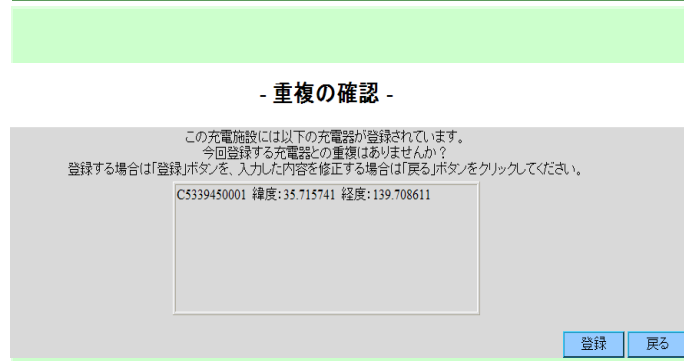 - 重複の確認 -
この充電施設には以下の充電器が登録されています。
今回登録する充電器との重複はありませんか？
登録する場合は「登録」ボタンを、入力した内容を修正する場合は「戻る」ボタンをクリックしてください。
C5339450001 緯度:35.715741 経度:139.708611
登録 戻る